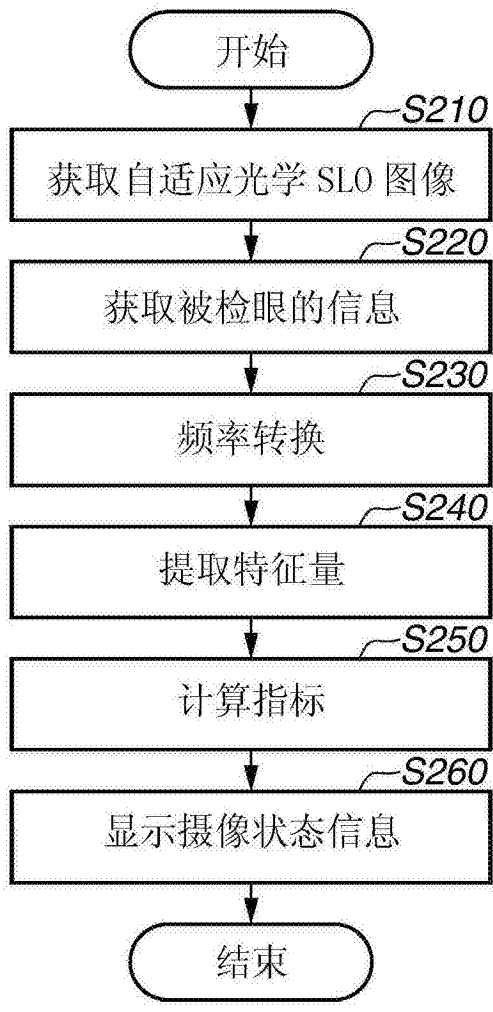 开始
S210
获取自适应光学 SLO 图像
S220
获取被检眼的信息
S230
频率转换
S240
提取特征量
S250
计算指标
S260
显示摄像状态信息
结束